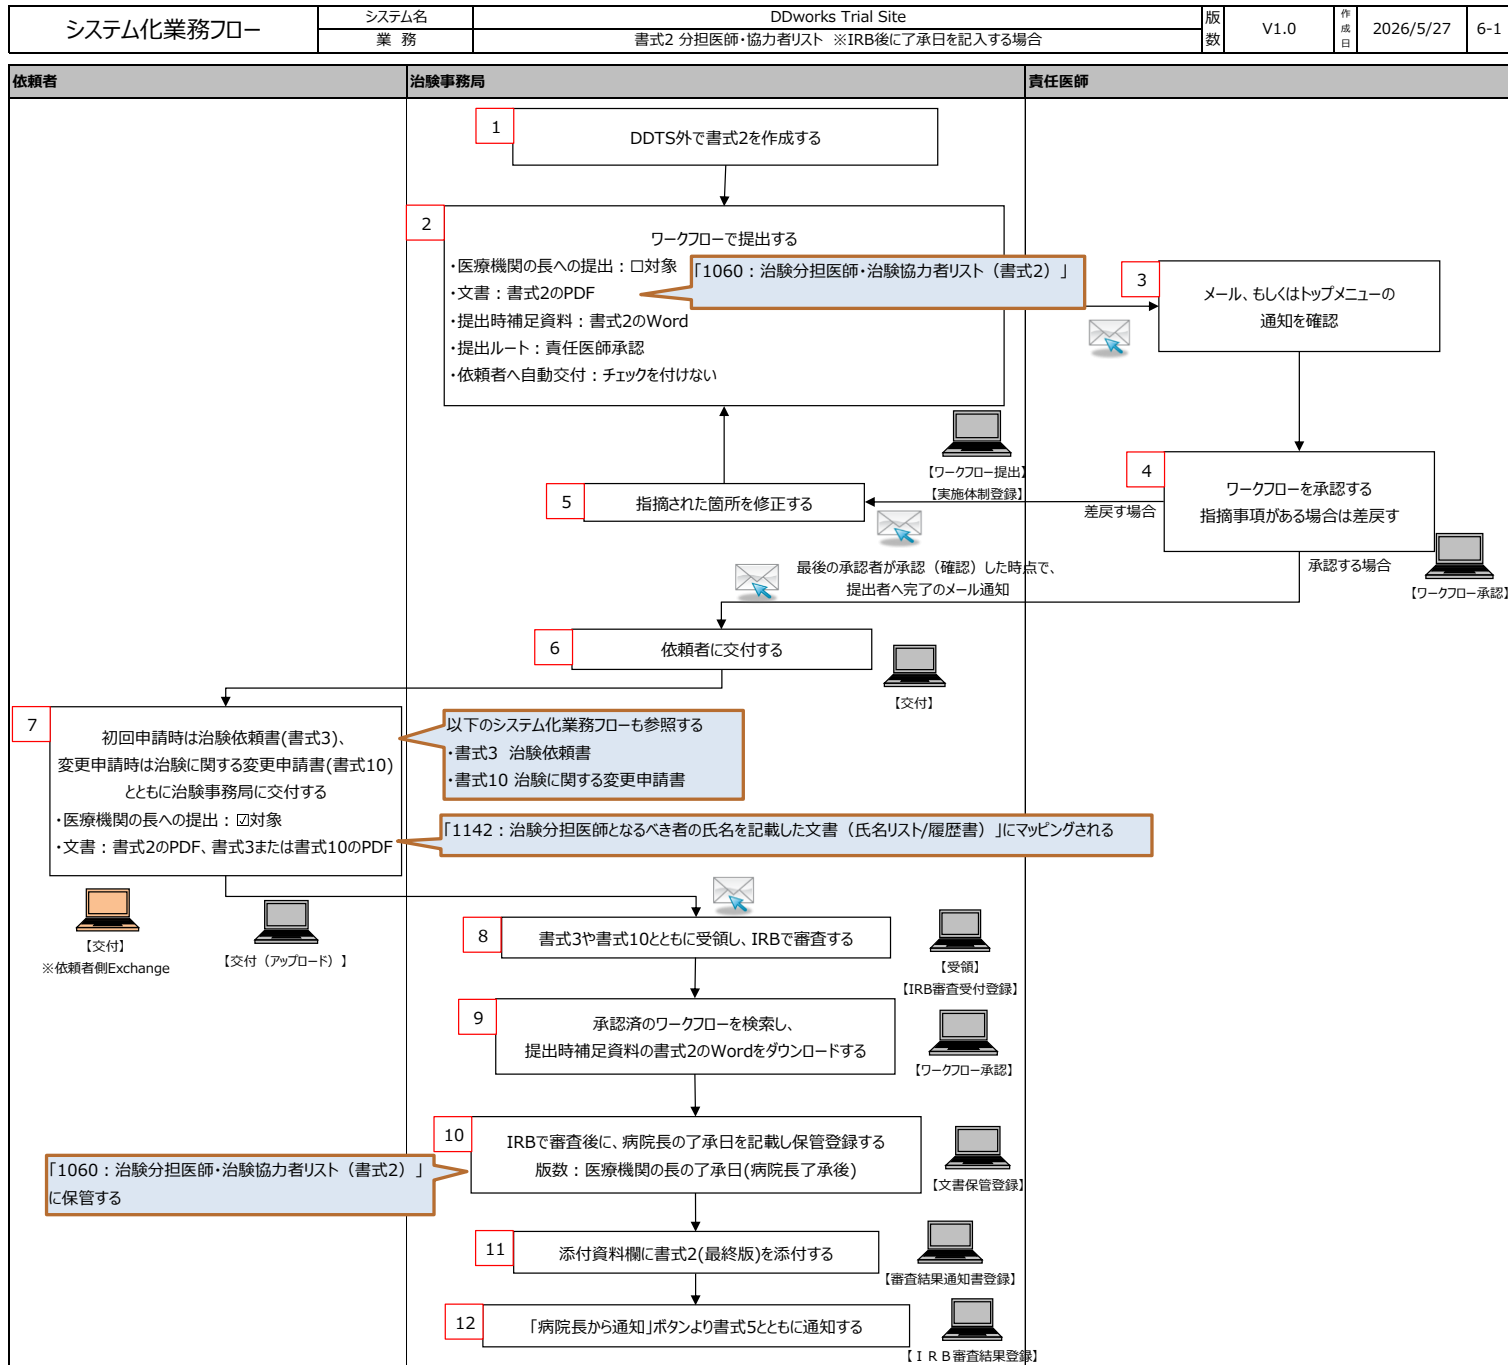 システム化業務フロー
システム名
DDworks Trial Site
業 務
書式2 分担医師・協力者リスト ※IRB後に了承日を記入する場合
版数
V1.0
作成日
2026/5/27
6-1
依頼者
治験事務局
責任医師
1
DDTS外で書式2を作成する
2
ワークフローで提出する
・医療機関の長への提出：☐対象
・文書：書式2のPDF
・提出時補足資料：書式2のWord
・提出ルート：責任医師承認
・依頼者へ自動交付：チェックを付けない
「1060：治験分担医師・治験協力者リスト（書式2）」
3
メール、もしくはトップメニューの
通知を確認
【ワークフロー提出】
【実施体制登録】
4
ワークフローを承認する
指摘事項がある場合は差戻す
差戻す場合
承認する場合
【ワークフロー承認】
5
指摘された箇所を修正する
最後の承認者が承認（確認）した時点で、
提出者へ完了のメール通知
6
依頼者に交付する
【交付】
7
初回申請時は治験依頼書(書式3)、
変更申請時は治験に関する変更申請書(書式10)
とともに治験事務局に交付する
・医療機関の長への提出：☑対象
・文書：書式2のPDF、書式3または書式10のPDF
以下のシステム化業務フローも参照する
・書式3 治験依頼書
・書式10 治験に関する変更申請書
「1142：治験分担医師となるべき者の氏名を記載した文書（氏名リスト/履歴書）」にマッピングされる
【交付】
※依頼者側Exchange
【交付（アップロード）】
8
書式3や書式10とともに受領し、IRBで審査する
【受領】
【IRB審査受付登録】
9
承認済のワークフローを検索し、
提出時補足資料の書式2のWordをダウンロードする
【ワークフロー承認】
10
IRBで審査後に、病院長の了承日を記載し保管登録する
版数：医療機関の長の了承日(病院長了承後)
【文書保管登録】
「1060：治験分担医師・治験協力者リスト（書式2）」
に保管する
11
添付資料欄に書式2(最終版)を添付する
【審査結果通知書登録】
12
「病院長から通知」ボタンより書式5とともに通知する
【ＩＲＢ審査結果登録】